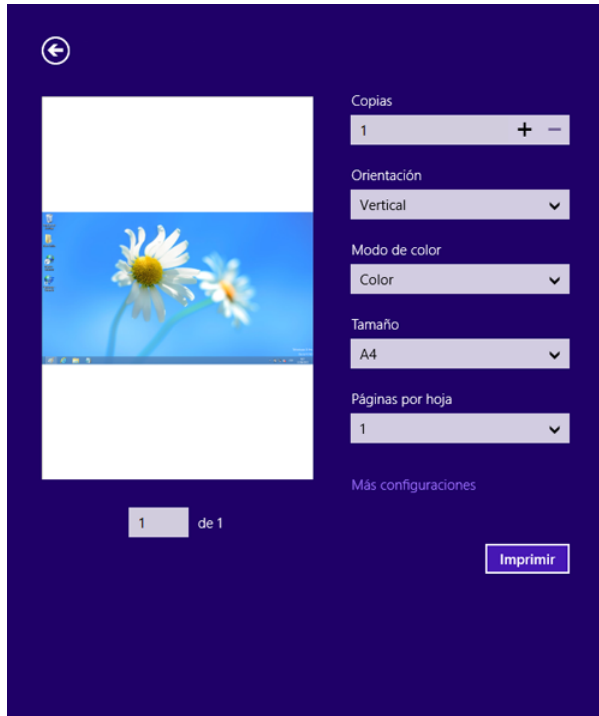 Copias
1
Orientación
Vertical
Modo de color
Color
Tamaño
A4
Páginas por hoja
1
Más configuraciones
1 de 1
Imprimir